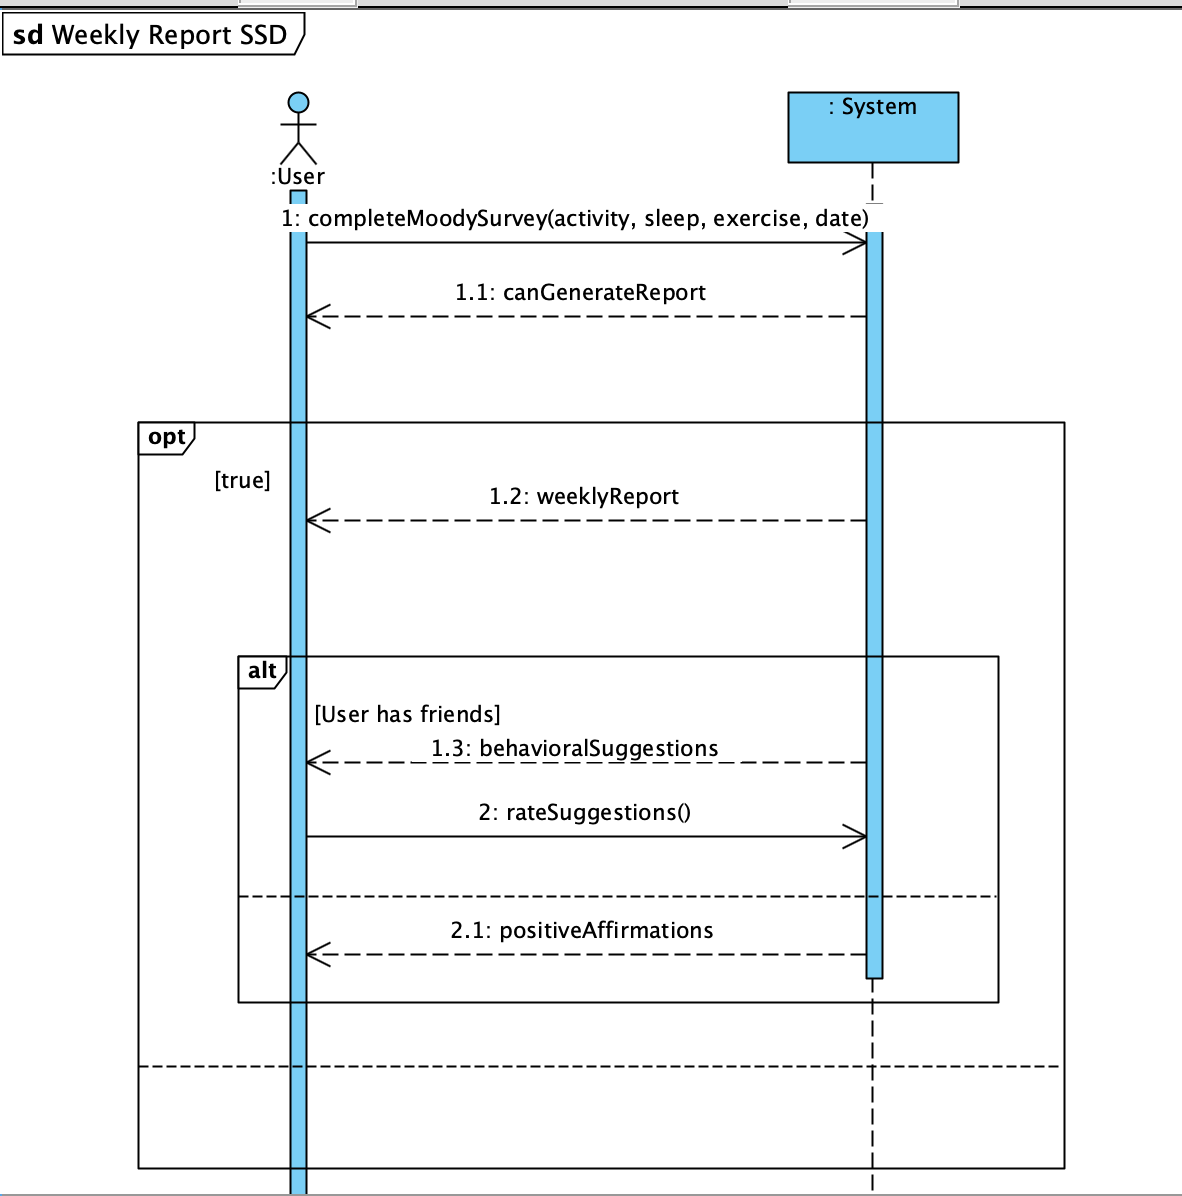 sd Weekly Report SSD
: System
:User
1: completeMoodySurvey(activity, sleep, exercise, date)
1.1: canGenerateReport
opt
[true]
1.2: weeklyReport
alt
[User has friends]
1.3: behavioralSuggestions
2: rateSuggestions()
2.1: positiveAffirmations